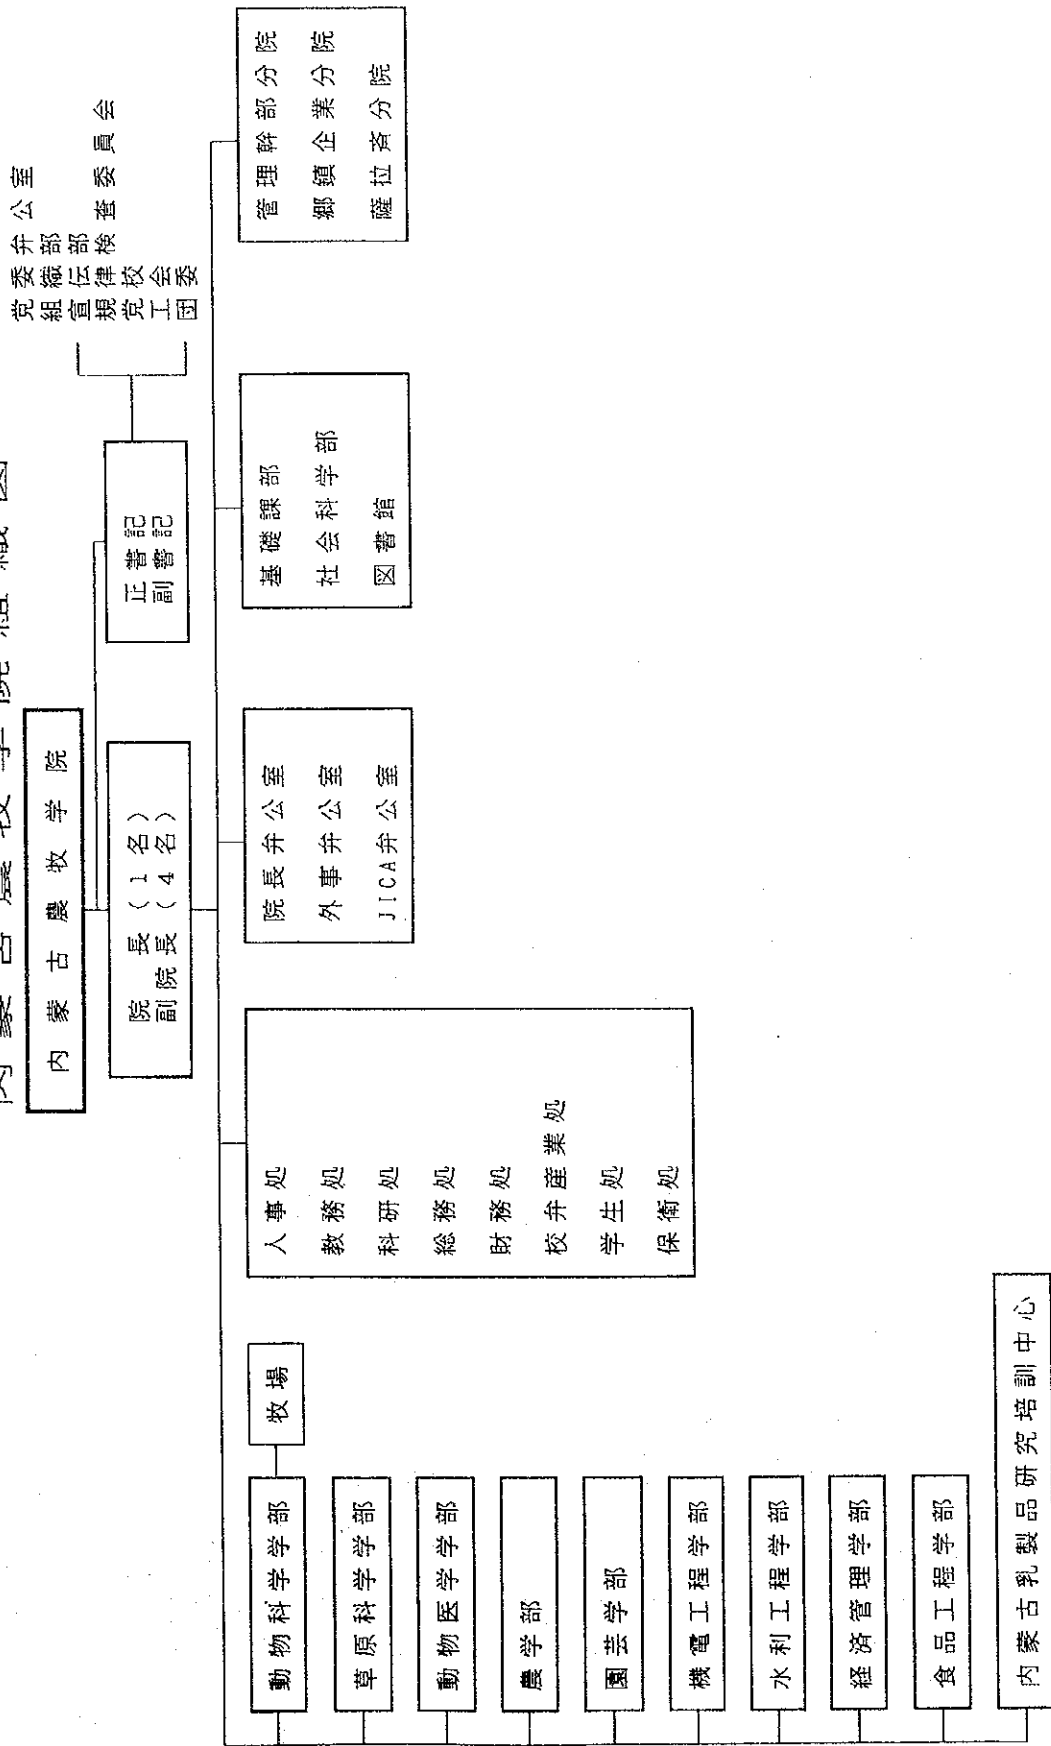 内蒙古農牧学院組織図
内蒙古農牧学院
院長(1名)
副院長(4名)
正書記
副書記
党委弁公室
組織部
宣伝部
規律検査委員会
党校
工会
団委
動物科学学部
牧場
草原科学学部
動物医学学部
農学部
園芸学部
機電工程学部
水利工程学部
経済管理学部
食品工程学部
内蒙古乳製品研究培訓中心
人事処
教務処
科研処
総務処
財務処
校弁産業処
学生処
保衛処
院長弁公室
外事弁公室
JICA弁公室
基礎課部
社会科学部
図書館
管理幹部分院
郷鎮企業分院
薩拉斉分院